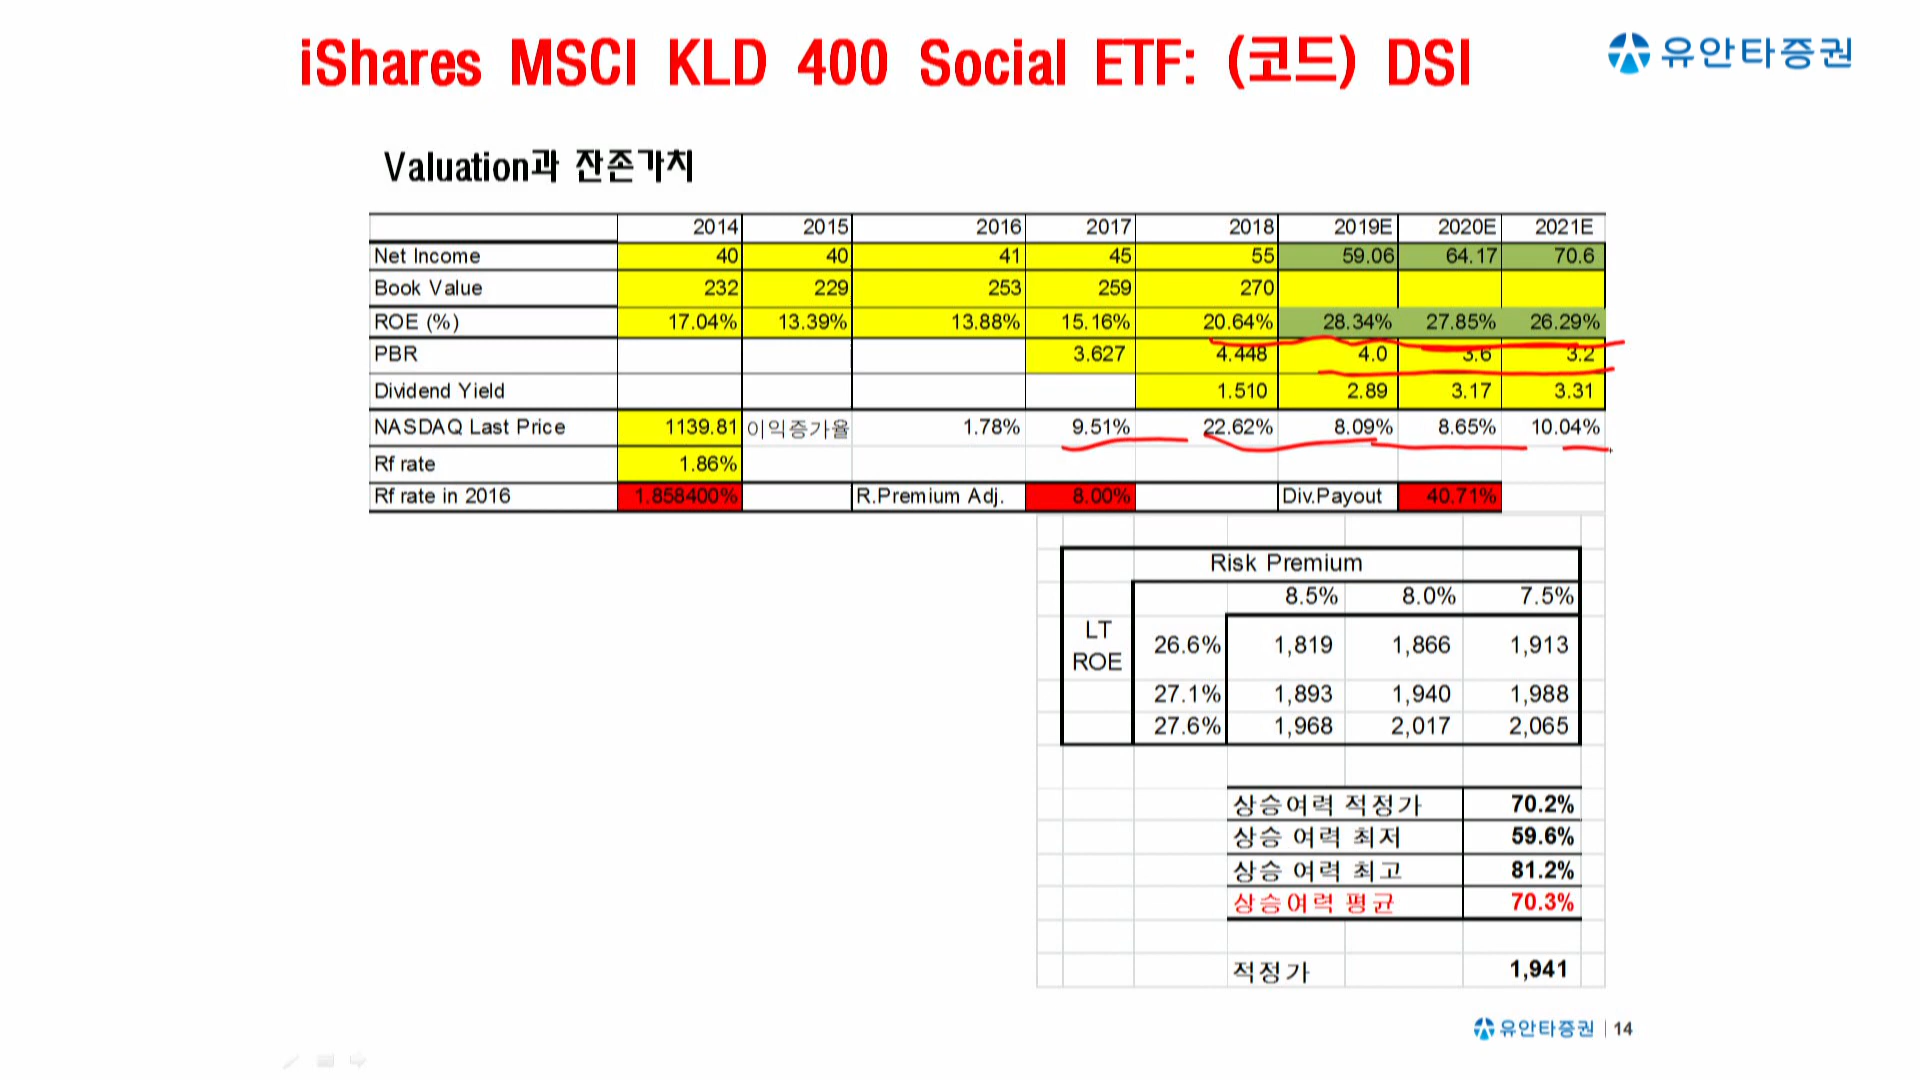 iShares MSCI KLD 400 Social ETF: (코드) DSI
유안타증권
Valuation과 잔존가치
2014 2015 2016 2017 2018 2019E 2020E 2021E
Net Income 40 40 41 45 55 59.06 64.17 70.6
Book Value 232 229 253 259 270
ROE (%) 17.04% 13.39% 13.88% 15.16% 20.64% 28.34% 27.85% 26.29%
PBR 3.627 4.448 4.0 3.6 3.2
Dividend Yield 1.510 2.89 3.17 3.31
NASDAQ Last Price 1139.81 이익증가율 1.78% 9.51% 22.62% 8.09% 8.65% 10.04%
Rf rate 1.86%
Rf rate in 2016 1.858400% R.Premium Adj. 8.00% Div.Payout 40.71%
Risk Premium
8.5% 8.0% 7.5%
LT ROE 26.6% 1,819 1,866 1,913
27.1% 1,893 1,940 1,988
27.6% 1,968 2,017 2,065
상승여력 적정가 70.2%
상승 여력 최저 59.6%
상승 여력 최고 81.2%
상승여력 평균 70.3%
적정가 1,941
유안타증권 | 14